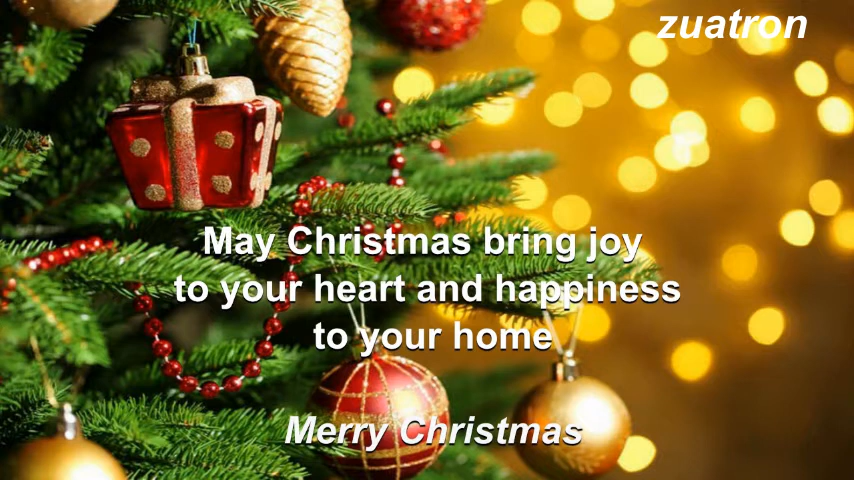 zuatron
May Christmas bring joy
to your heart and happiness
to your home
Merry Christmas